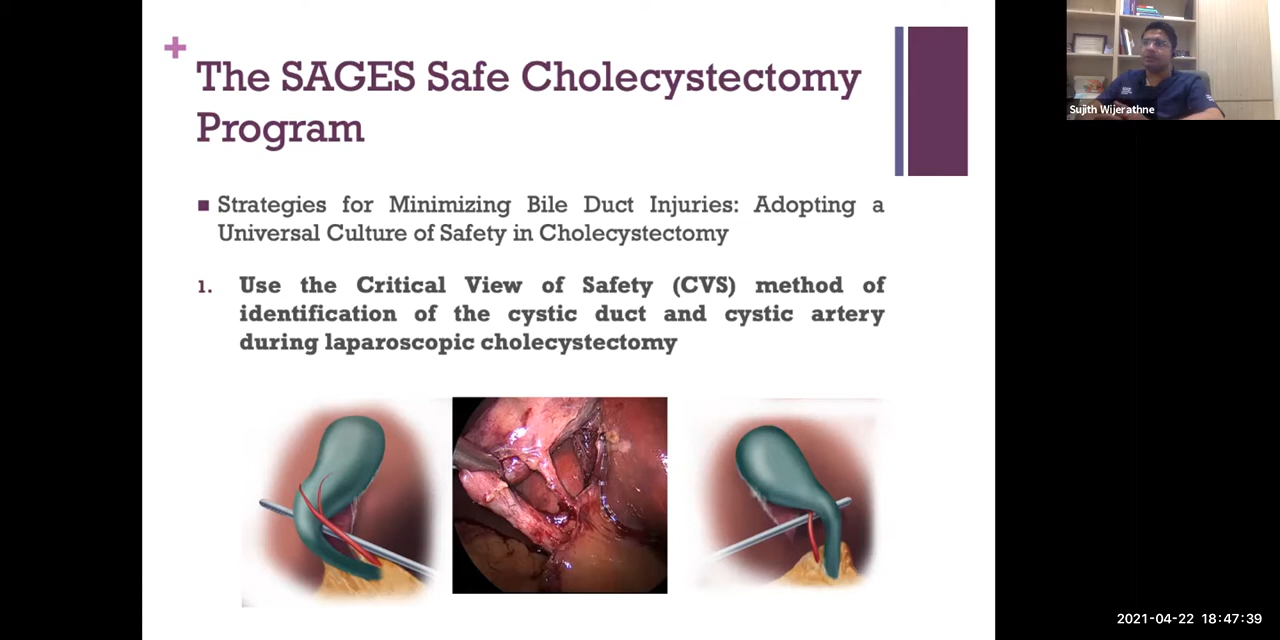 +
The SAGES Safe Cholecystectomy
Program
Strategies for Minimizing Bile Duct Injuries: Adopting a
Universal Culture of Safety in Cholecystectomy
1. Use the Critical View of Safety (CVS) method of
identification of the cystic duct and cystic artery
during laparoscopic cholecystectomy
Sujith Wijerathne
2021-04-22 18:47:39